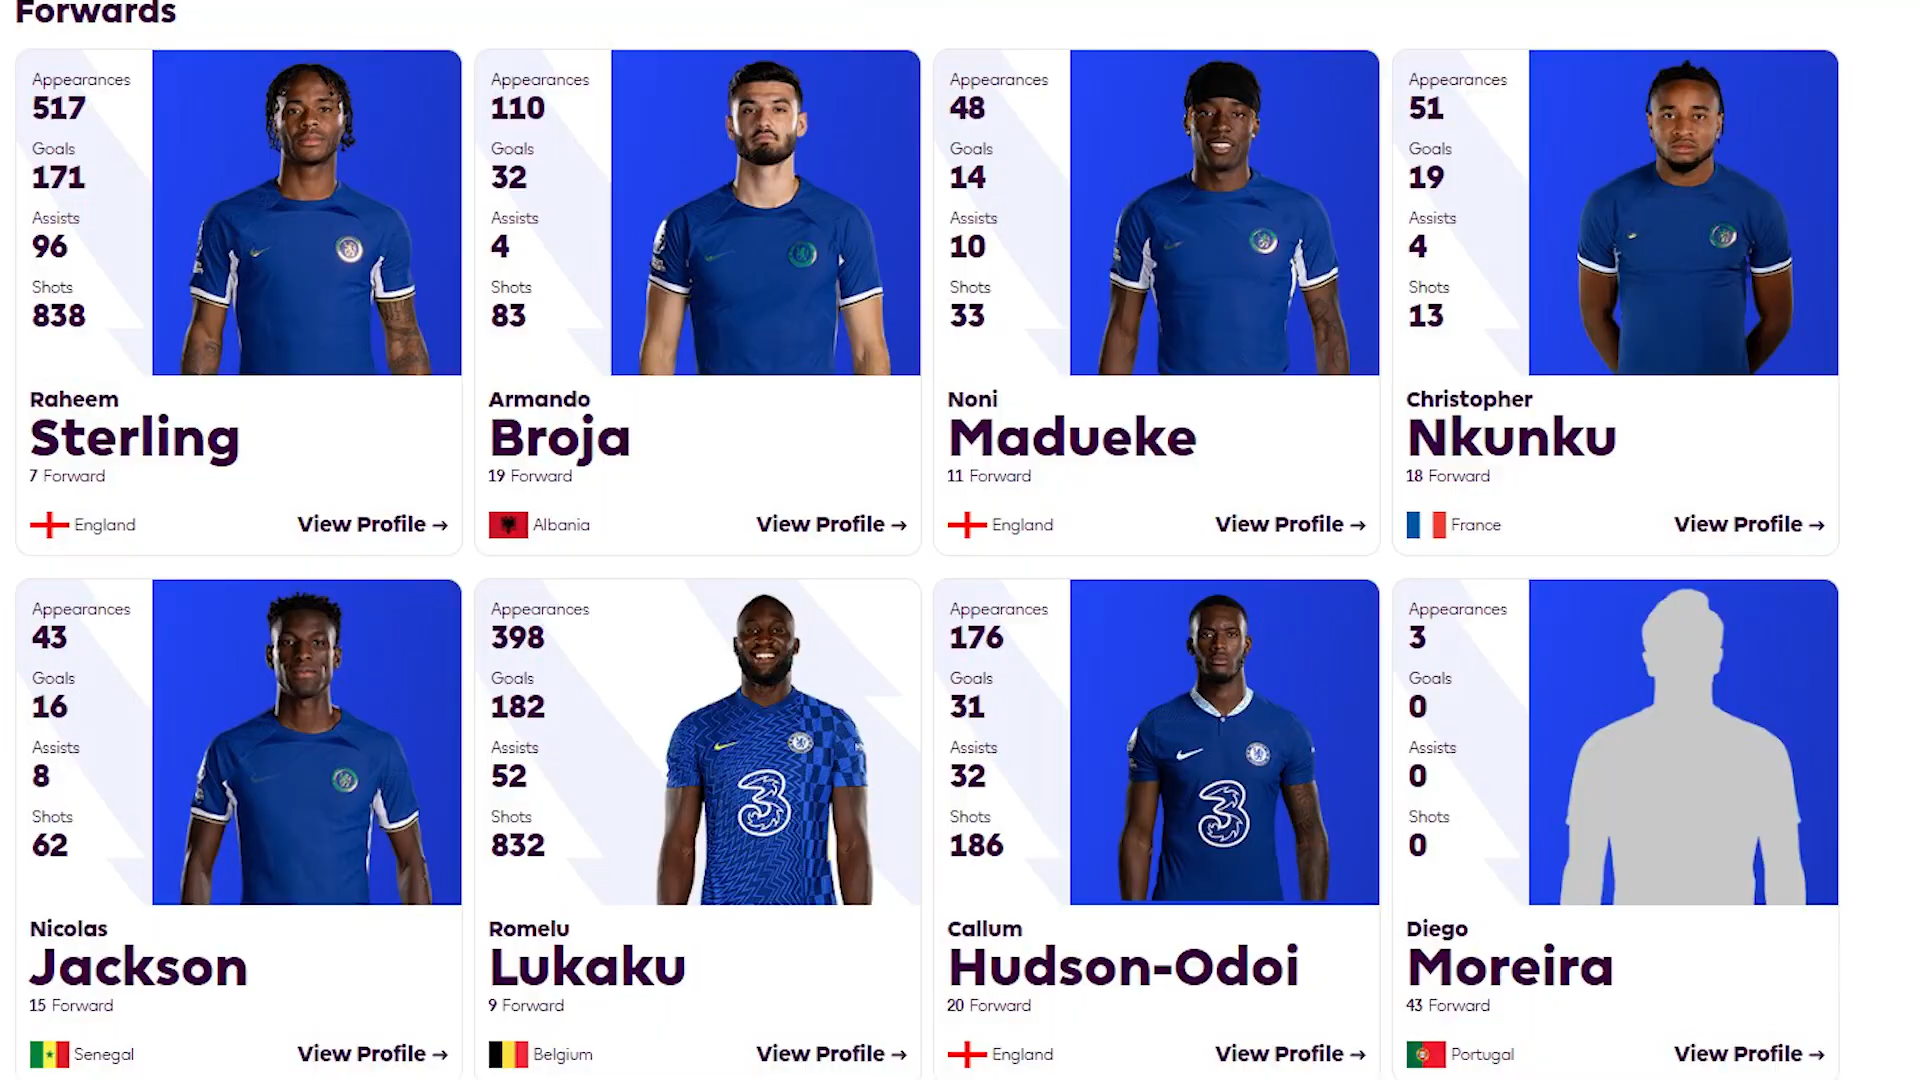 Forwards
Appearances
517
Goals
171
Assists
96
Shots
838
Raheem
Sterling
7 Forward
England
View Profile →
Appearances
110
Goals
32
Assists
4
Shots
83
Armando
Broja
19 Forward
Albania
View Profile →
Appearances
48
Goals
14
Assists
10
Shots
33
Noni
Madueke
11 Forward
England
View Profile →
Appearances
51
Goals
19
Assists
4
Shots
13
Christopher
Nkunku
18 Forward
France
View Profile →
Appearances
43
Goals
16
Assists
8
Shots
62
Nicolas
Jackson
15 Forward
Senegal
View Profile →
Appearances
398
Goals
182
Assists
52
Shots
832
3
Romelu
Lukaku
9 Forward
Belgium
View Profile →
Appearances
176
Goals
31
Assists
32
Shots
186
3
Callum
Hudson-Odoi
20 Forward
England
View Profile →
Appearances
3
Goals
0
Assists
0
Shots
0
Diego
Moreira
43 Forward
Portugal
View Profile →